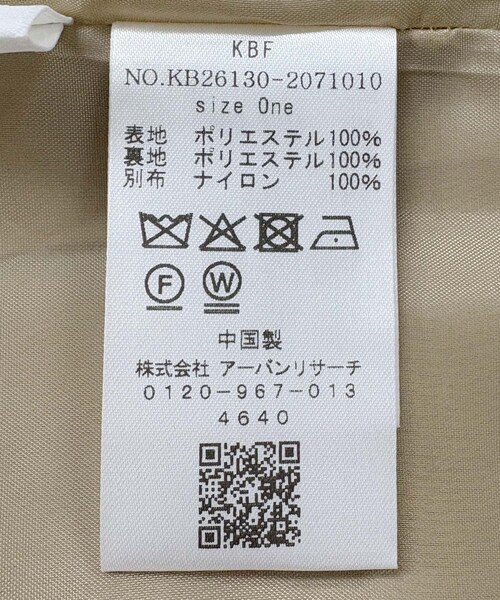 KBF
NO.KB26130-2071010
size One
表地 ポリエステル100%
裏地 ポリエステル100%
別布 ナイロン 100%
F W
中国製
株式会社 アーバンリサーチ
0120-967-013
4640